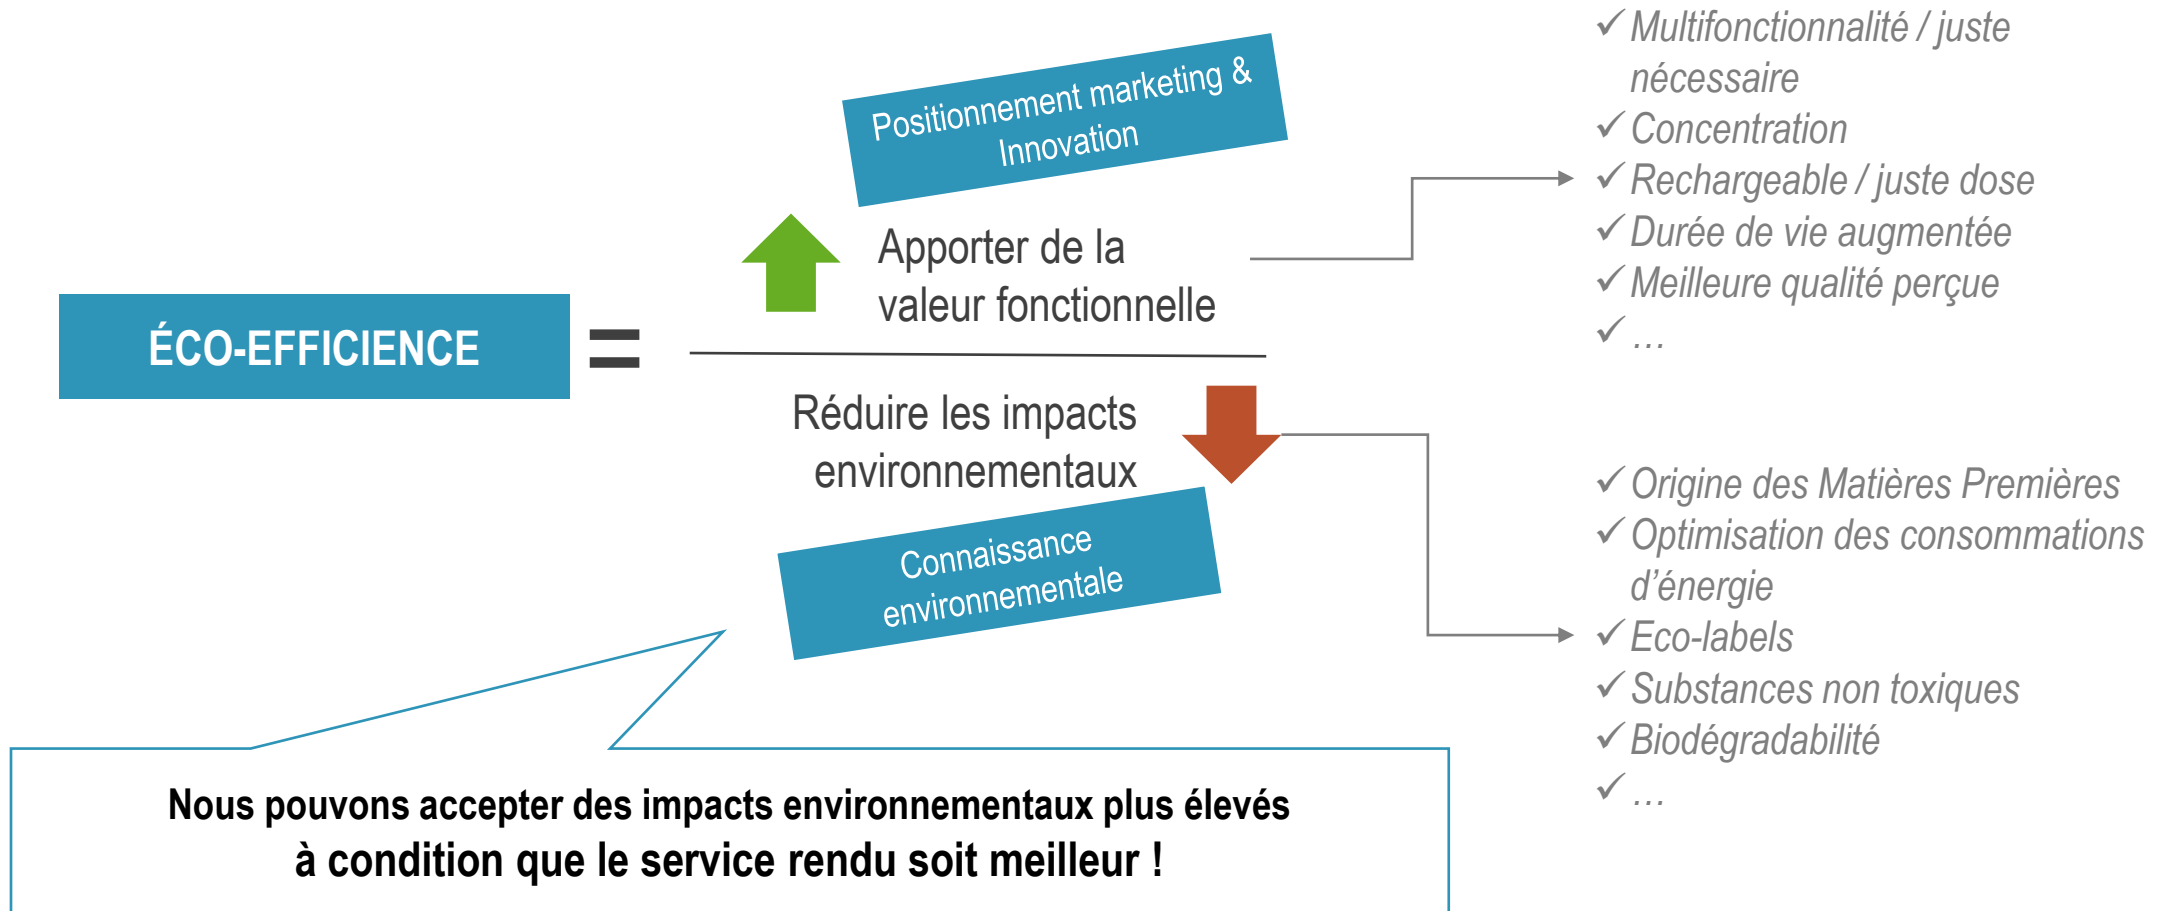 ÉCO-EFFICIENCE
=
Positionnement marketing &
Innovation
Apporter de la
valeur fonctionnelle
Réduire les impacts
environnementaux
Connaissance
environnementale
✓ Multifonctionnalité / juste
nécessaire
✓ Concentration
✓ Rechargeable / juste dose
✓ Durée de vie augmentée
✓ Meilleure qualité perçue
✓ …
✓ Origine des Matières Premières
✓ Optimisation des consommations
d’énergie
✓ Eco-labels
✓ Substances non toxiques
✓ Biodégradabilité
✓ …
Nous pouvons accepter des impacts environnementaux plus élevés
à condition que le service rendu soit meilleur !